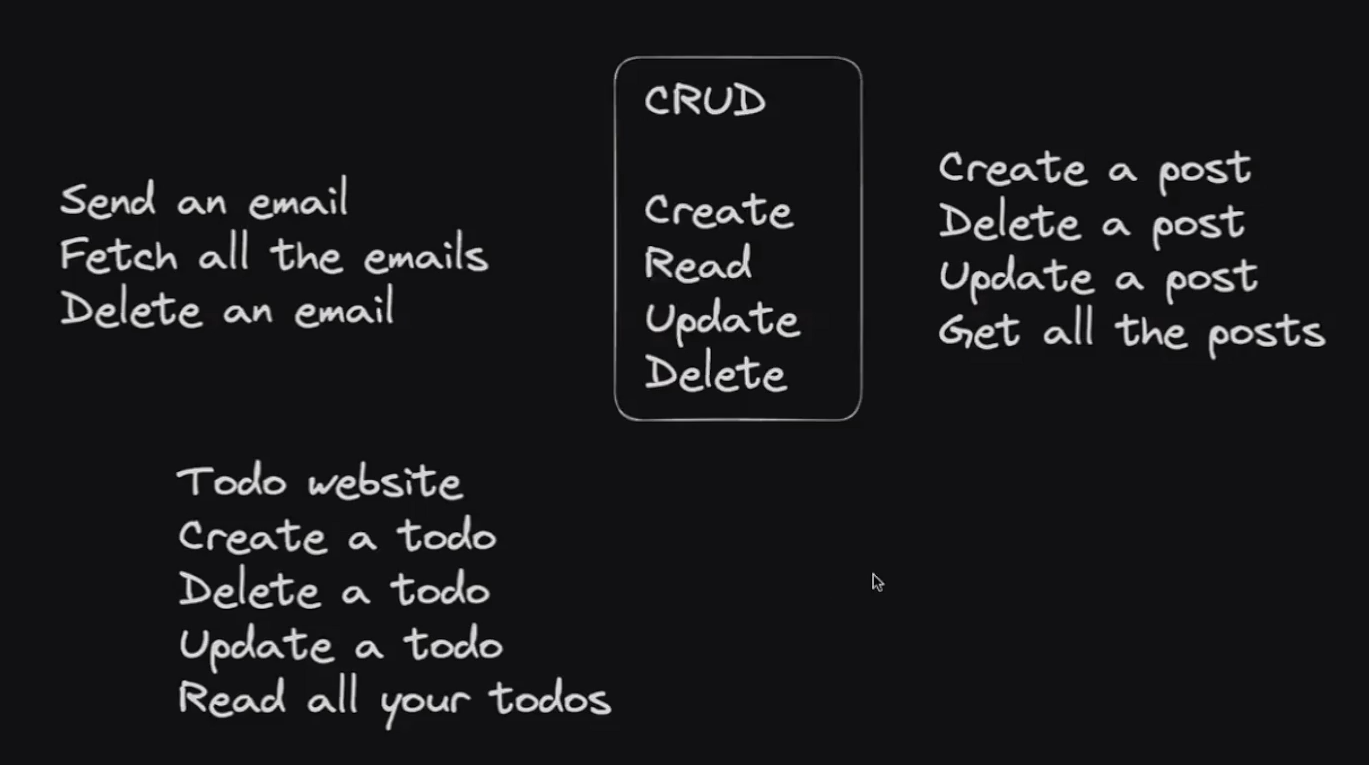 Send an email
Fetch all the emails
Delete an email
CRUD
Create
Read
Update
Delete
Create a post
Delete a post
Update a post
Get all the posts
Todo website
Create a todo
Delete a todo
Update a todo
Read all your todos